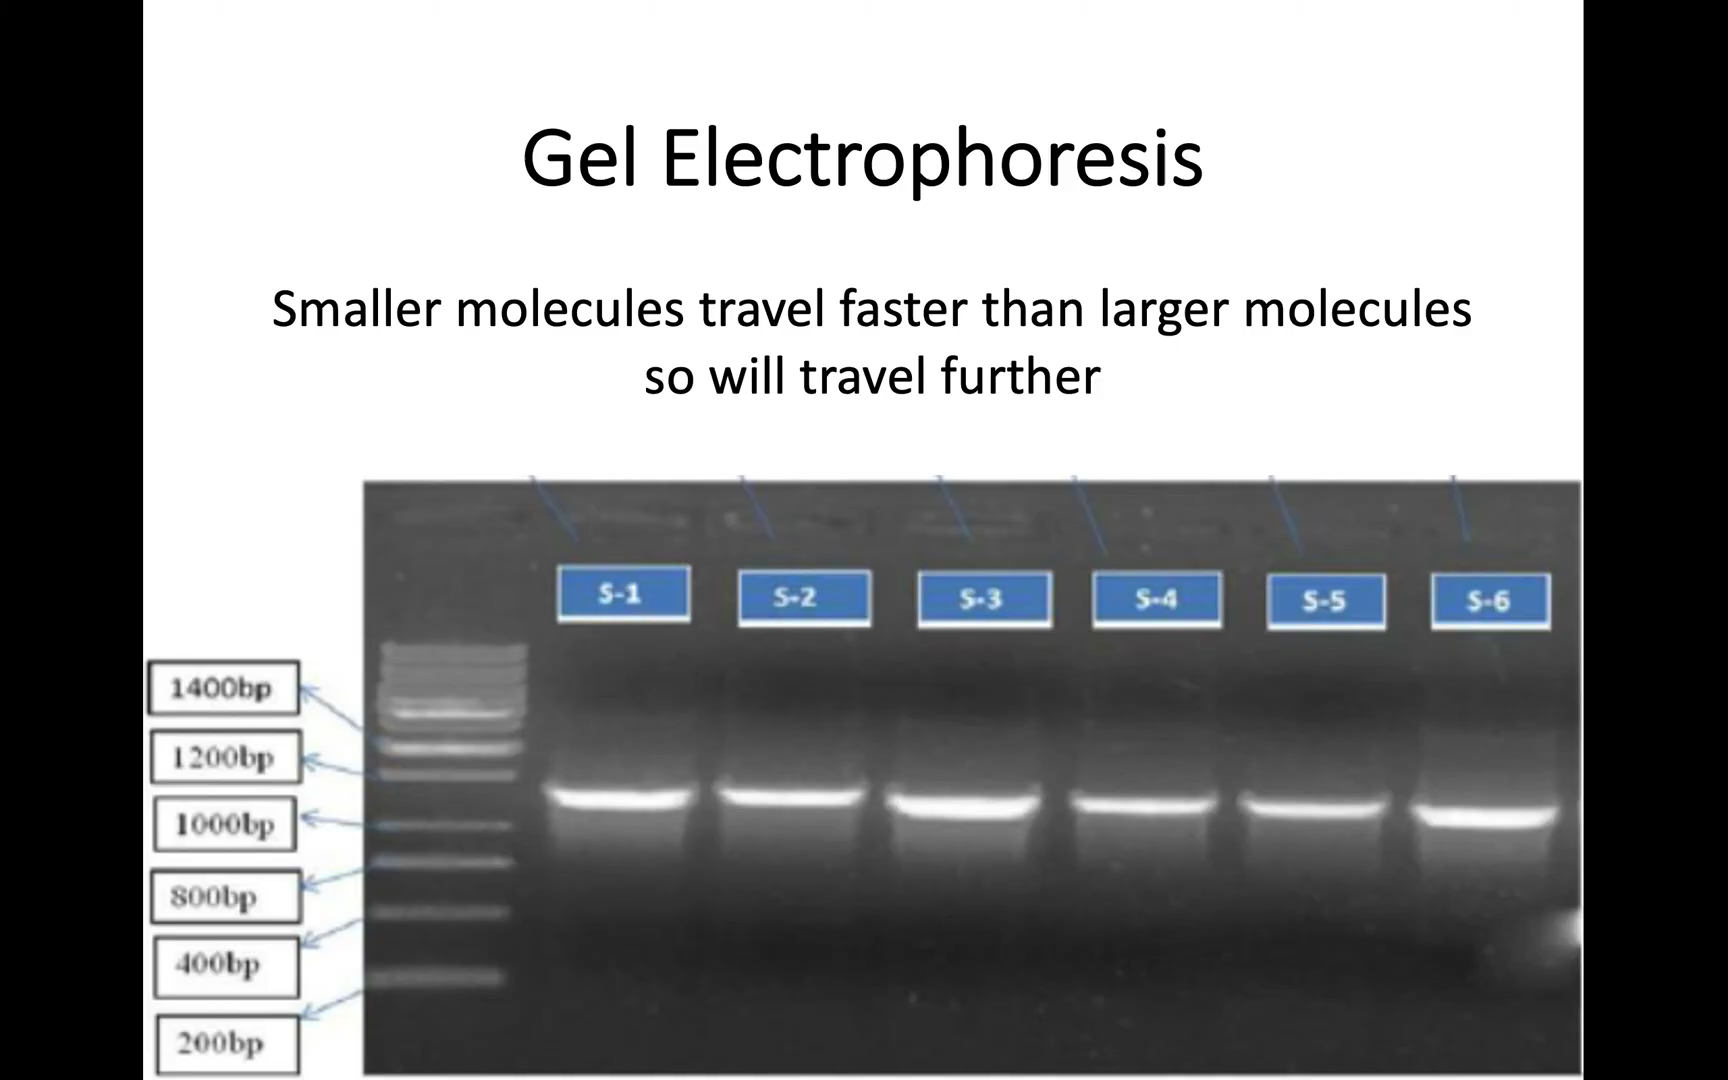 Gel Electrophoresis
Smaller molecules travel faster than larger molecules
so will travel further
S-1 S-2 S-3 S-4 S-5 S-6
1400bp
1200bp
1000bp
800bp
400bp
200bp